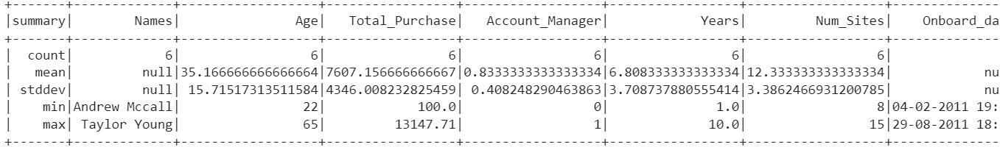 |summary| Names| Age| Total_Purchase| Account_Manager| Years| Num_Sites| Onboard_da
| count| 6| 6| 6| 6| 6| 6|
| mean| null|35.166666666666664|7607.156666666667|0.8333333333333334|6.808333333333334|12.333333333333334| nu
| stddev| null| 15.71517313511584|4346.008232825459| 0.408248290463863|3.708737880555414|3.3862466931200785| nu
| min|Andrew Mccall| 22| 100.0| 0| 1.0| 8|04-02-2011 19:
| max| Taylor Young| 65| 13147.71| 1| 10.0| 15|29-08-2011 18: